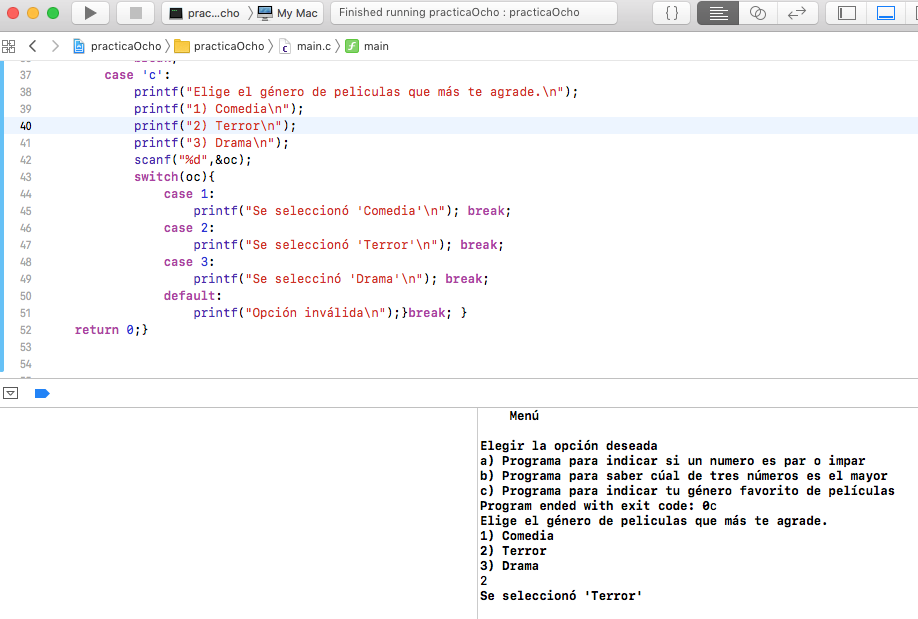 prac...cho 〉 My Mac
Finished running practicaOcho : practicaOcho
{ }
practicaOcho 〉 practicaOcho 〉 main.c 〉 main
37 case 'c':
38 printf("Elige el género de peliculas que más te agrade.\n");
39 printf("1) Comedia\n");
40 printf("2) Terror\n");
41 printf("3) Drama\n");
42 scanf("%d",&oc);
43 switch(oc){
44 case 1:
45 printf("Se seleccionó 'Comedia'\n"); break;
46 case 2:
47 printf("Se seleccionó 'Terror'\n"); break;
48 case 3:
49 printf("Se seleccinó 'Drama'\n"); break;
50 default:
51 printf("Opción inválida\n");}break; }
52 return 0;}
53
54
Menú
Elegir la opción deseada
a) Programa para indicar si un numero es par o impar
b) Programa para saber cúal de tres números es el mayor
c) Programa para indicar tu género favorito de películas
Program ended with exit code: 0c
Elige el género de peliculas que más te agrade.
1) Comedia
2) Terror
3) Drama
2
Se seleccionó 'Terror'